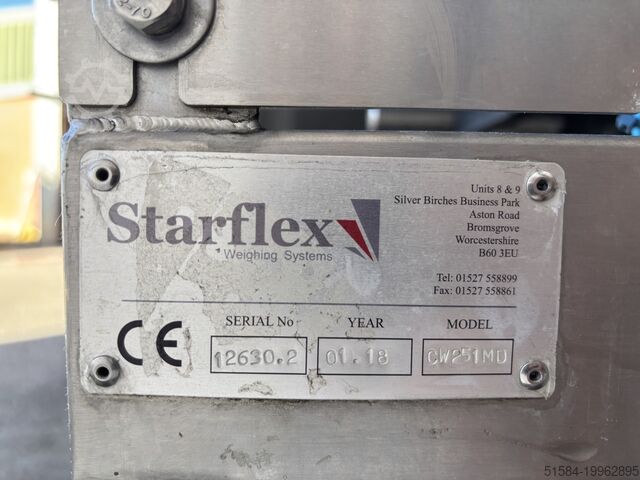 Starflex
Weighing Systems
Units 8 & 9
Silver Birches Business Park
Aston Road
Bromsgrove
Worcestershire
B60 3EU
Tel: 01527 558899
Fax: 01527 558861
CE
SERIAL No YEAR MODEL
12630.2 01.18 CW251MD
51584-19962895